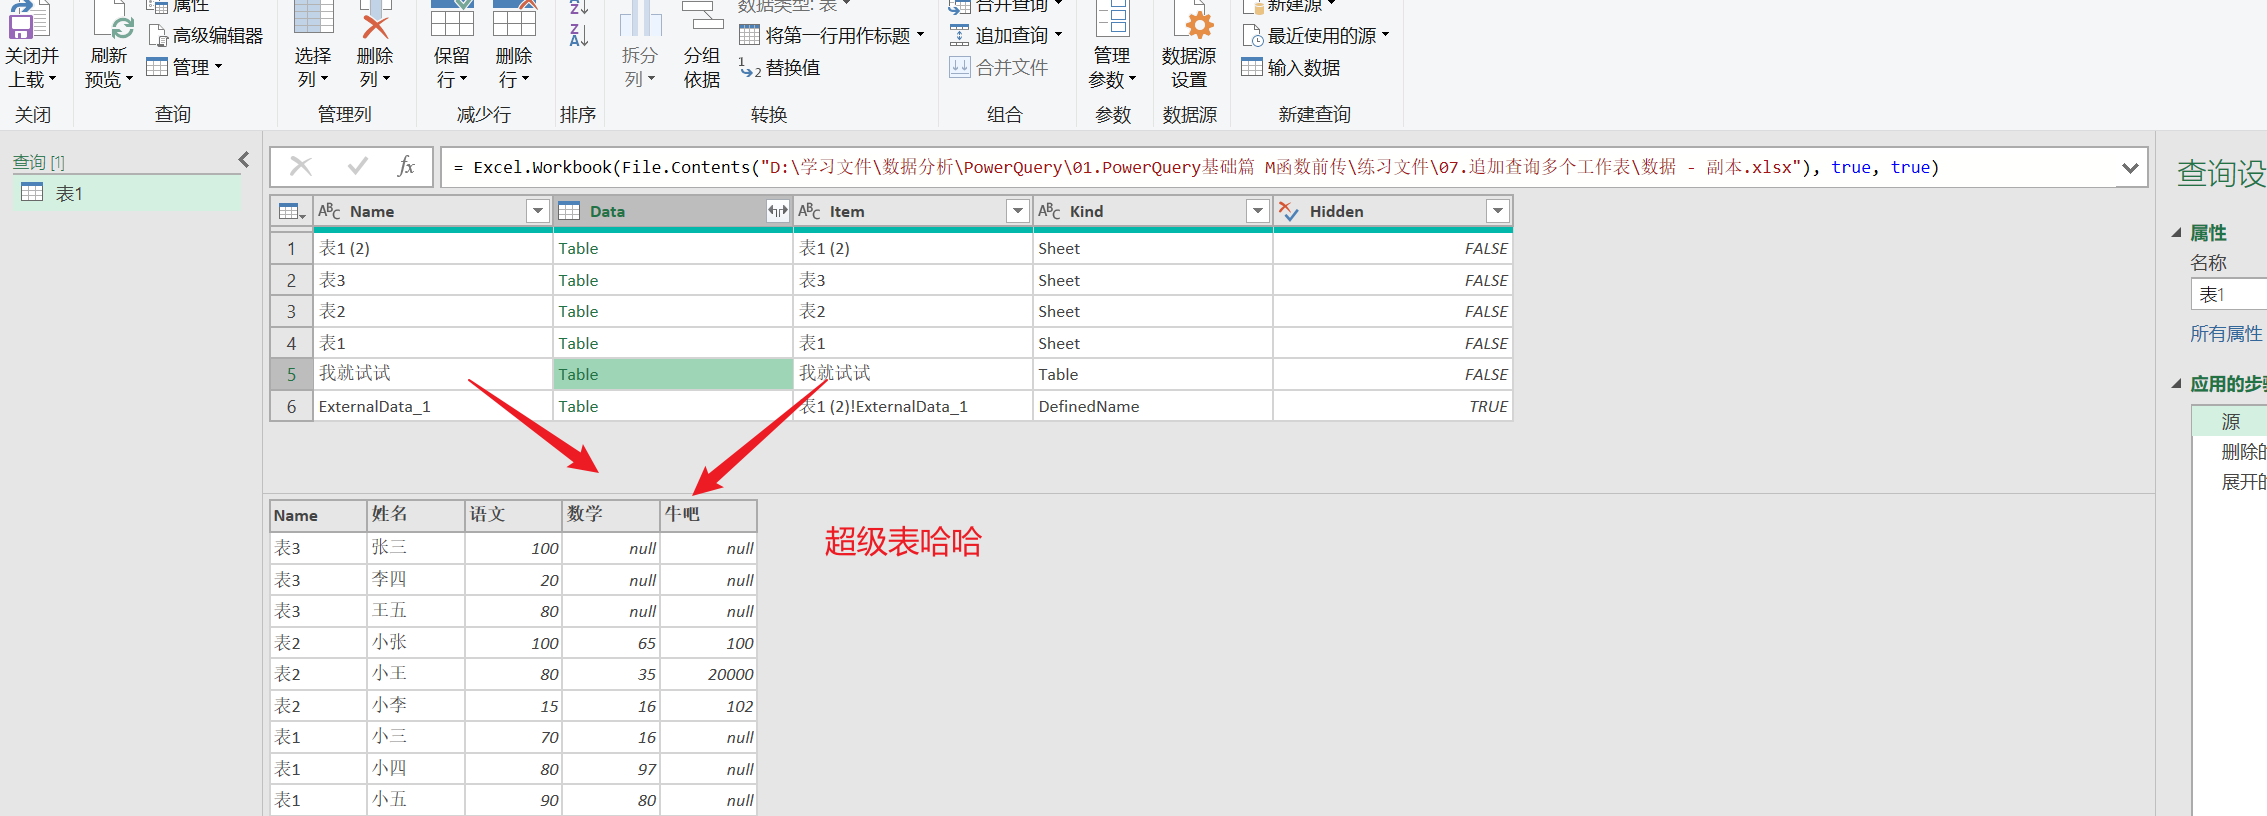 属性
数据类型: 表
合并查询
新建源
关闭并上载
刷新预览
高级编辑器
管理
选择列
删除列
保留行
删除行
拆分列
分组依据
将第一行用作标题
1→2 替换值
追加查询
合并文件
管理参数
数据源设置
最近使用的源
输入数据
关闭
查询
管理列
减少行
排序
转换
组合
参数
数据源
新建查询
查询 [1]
表1
fx
= Excel.Workbook(File.Contents("D:\学习文件\数据分析\PowerQuery\01.PowerQuery基础篇 M函数前传\练习文件\07.追加查询多个工作表\数据 - 副本.xlsx"), true, true)
ABC Name Data ABC Item ABC Kind Hidden
1 表1 (2) Table 表1 (2) Sheet FALSE
2 表3 Table 表3 Sheet FALSE
3 表2 Table 表2 Sheet FALSE
4 表1 Table 表1 Sheet FALSE
5 我就试试 Table 我就试试 Table FALSE
6 ExternalData_1 Table 表1 (2)!ExternalData_1 DefinedName TRUE
Name 姓名 语文 数学 牛吧
表3 张三 100 null null
表3 李四 20 null null
表3 王五 80 null null
表2 小张 100 65 100
表2 小王 80 35 20000
表2 小李 15 16 102
表1 小三 70 16 null
表1 小四 80 97 null
表1 小五 90 80 null
超级表哈哈
查询设
属性
名称
表1
所有属性
应用的步
源
删除的
展开的